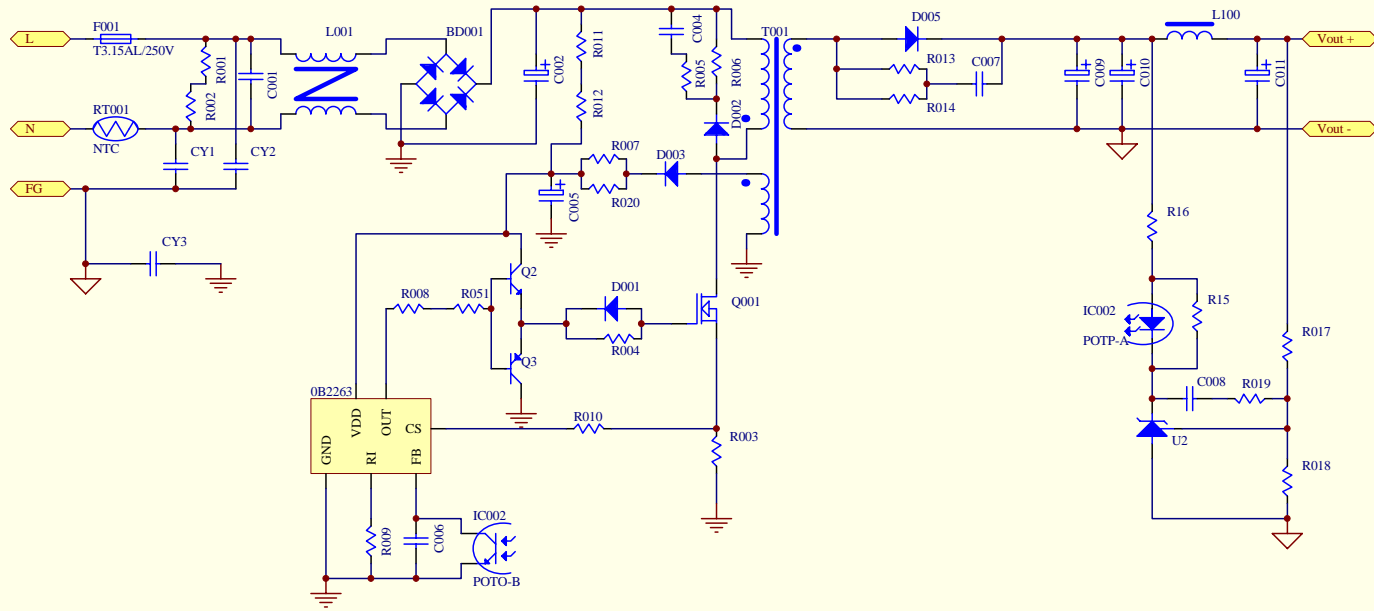 L
F001
T3.15AL/250V
L001
BD001
R001
R002
C001
RT001
NTC
N
CY1
CY2
FG
CY3
C002
R011
R012
C004
R005
R006
D002
T001
D005
R013
R014
C007
L100
Vout +
C009
C010
C011
Vout -
R007
R020
D003
C005
Q2
R008
R051
Q3
D001
R004
Q001
R16
IC002
POTP-A
R15
R017
C008
R019
U2
R018
0B2263
VDD
OUT
CS
GND
RI
FB
R010
R003
R009
C006
IC002
POTO-B